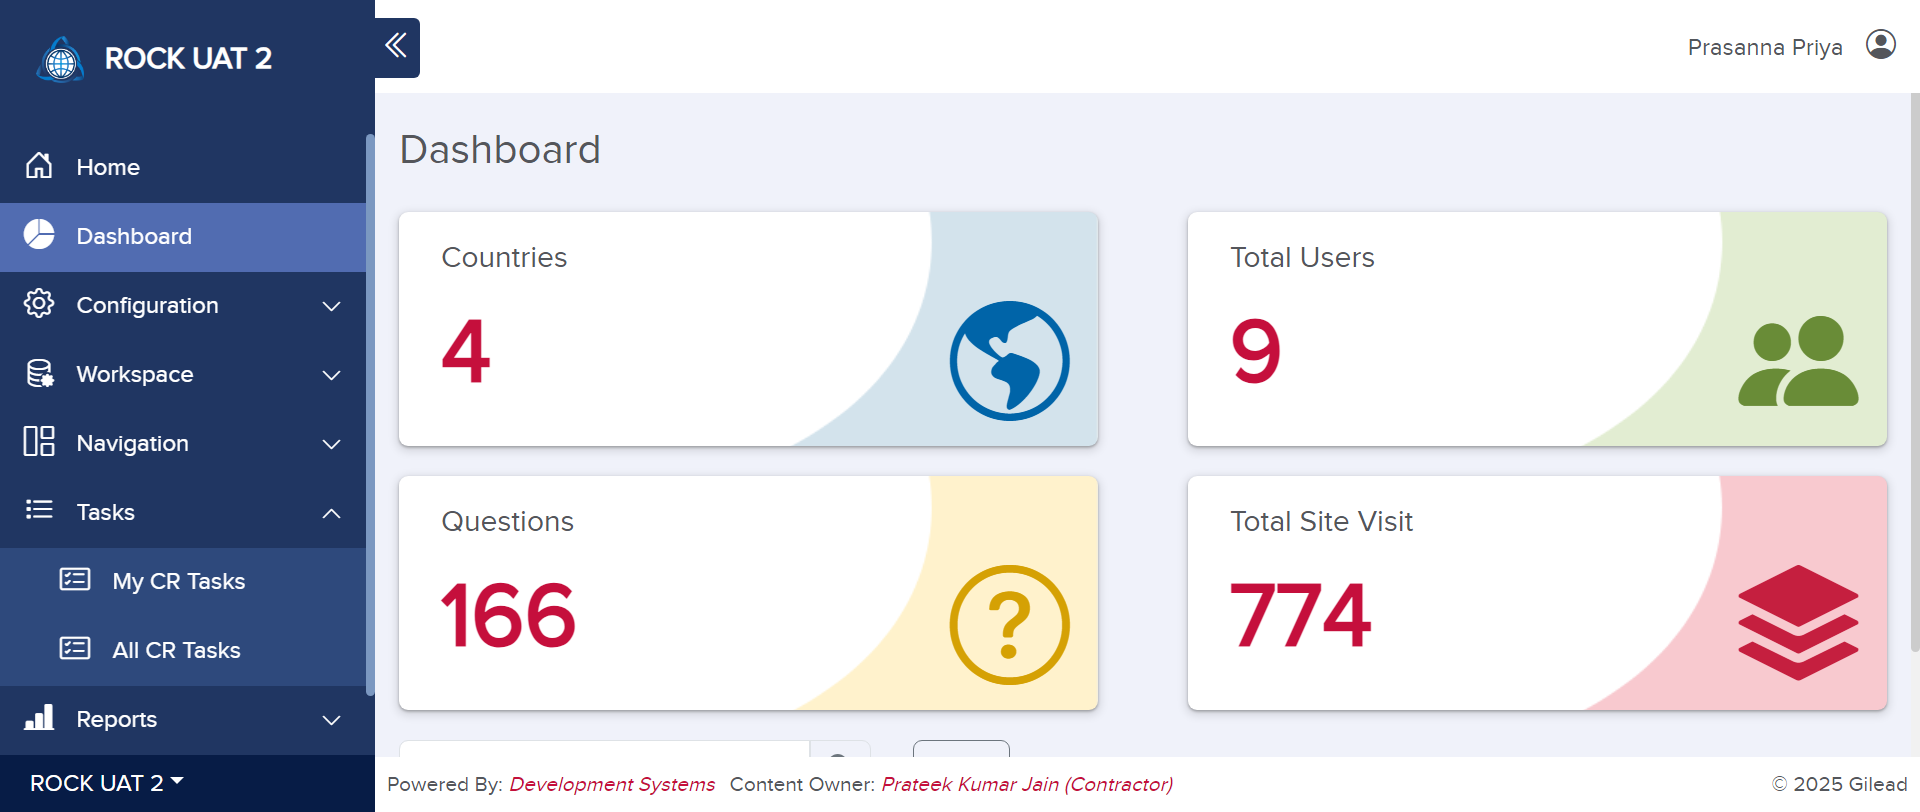 ROCK UAT 2
Prasanna Priya
Home
Dashboard
Configuration
Workspace
Navigation
Tasks
My CR Tasks
All CR Tasks
Reports
ROCK UAT 2
Dashboard
Countries
4
Total Users
9
Questions
166
Total Site Visit
774
Powered By: Development Systems Content Owner: Prateek Kumar Jain (Contractor)
© 2025 Gilead